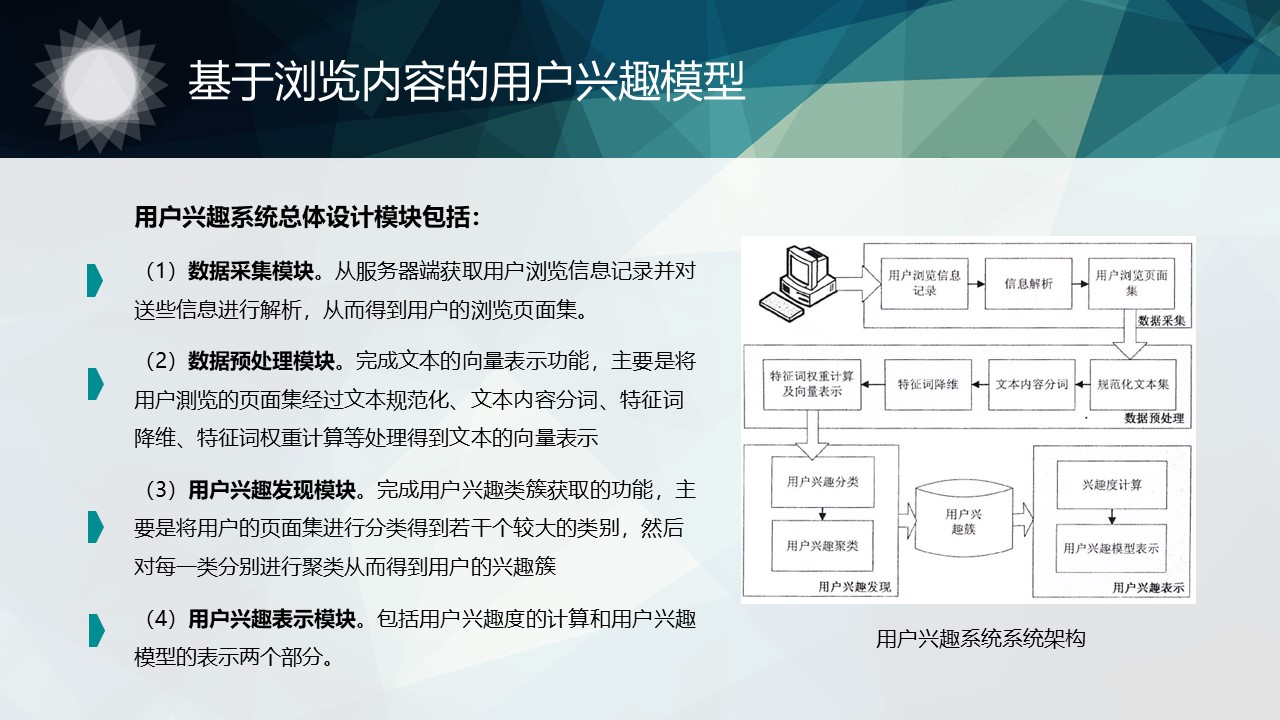 基于浏览内容的用户兴趣模型
用户兴趣系统总体设计模块包括：
（1）数据采集模块。从服务器端获取用户浏览信息记录并对
送些信息进行解析，从而得到用户的浏览页面集。
（2）数据预处理模块。完成文本的向量表示功能，主要是将
用户测览的页面集经过文本规范化、文本内容分词、特征词
降维、特征词权重计算等处理得到文本的向量表示
（3）用户兴趣发现模块。完成用户兴趣类簇获取的功能，主
要是将用户的页面集进行分类得到若干个较大的类别，然后
对每一类分别进行聚类从而得到用户的兴趣簇
（4）用户兴趣表示模块。包括用户兴趣度的计算和用户兴趣
模型的表示两个部分。
用户浏览信息
记录
信息解析
用户浏览页面
集
数据采集
特征词权重计算
及向量表示
特征词降维
文本内容分词
规范化文本集
数据预处理
用户兴趣分类
用户兴趣聚类
用户兴趣发现
用户兴
趣簇
兴趣度计算
用户兴趣模型表示
用户兴趣表示
用户兴趣系统系统架构